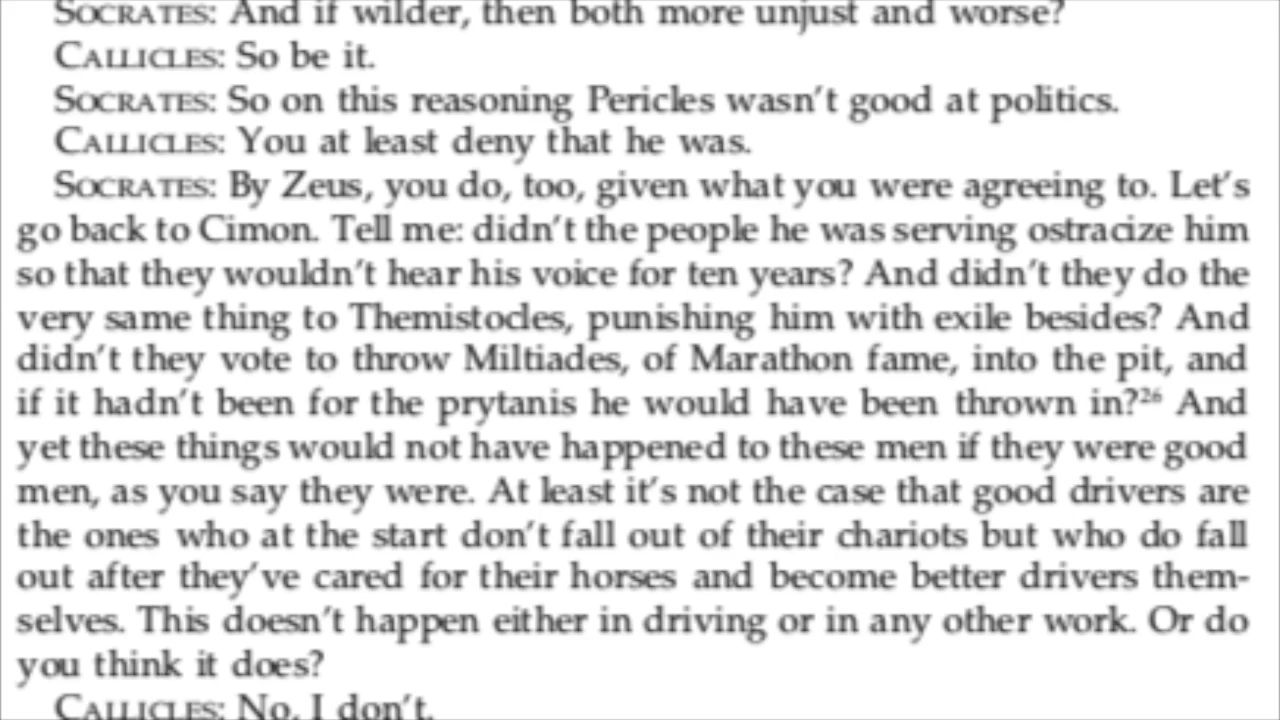 SOCRATES: And if wilder, then both more unjust and worse?
CALLICLES: So be it.
SOCRATES: So on this reasoning Pericles wasn't good at politics.
CALLICLES: You at least deny that he was.
SOCRATES: By Zeus, you do, too, given what you were agreeing to. Let's
go back to Cimon. Tell me: didn't the people he was serving ostracize him
so that they wouldn't hear his voice for ten years? And didn't they do the
very same thing to Themistocles, punishing him with exile besides? And
didn't they vote to throw Miltiades, of Marathon fame, into the pit, and
if it hadn't been for the prytanis he would have been thrown in?²⁶ And
yet these things would not have happened to these men if they were good
men, as you say they were. At least it's not the case that good drivers are
the ones who at the start don't fall out of their chariots but who do fall
out after they've cared for their horses and become better drivers them-
selves. This doesn't happen either in driving or in any other work. Or do
you think it does?
CALLICLES: No, I don't.